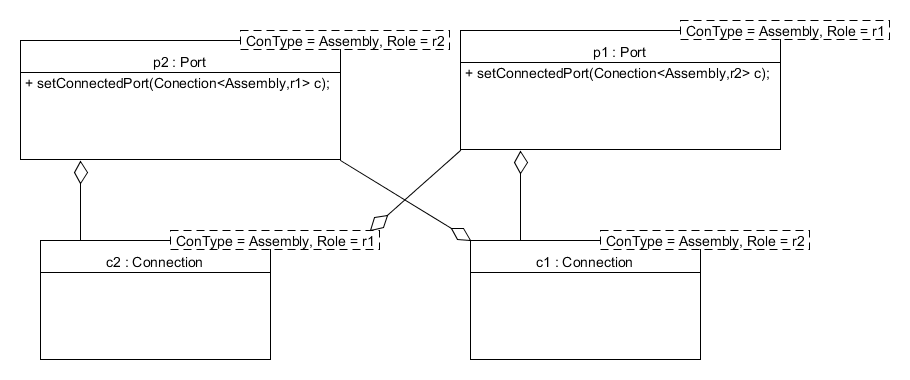 ConType = Assembly, Role = r2
p2 : Port
+ setConnectedPort(Conection<Assembly,r1> c);
ConType = Assembly, Role = r1
p1 : Port
+ setConnectedPort(Conection<Assembly,r2> c);
ConType = Assembly, Role = r1
c2 : Connection
ConType = Assembly, Role = r2
c1 : Connection